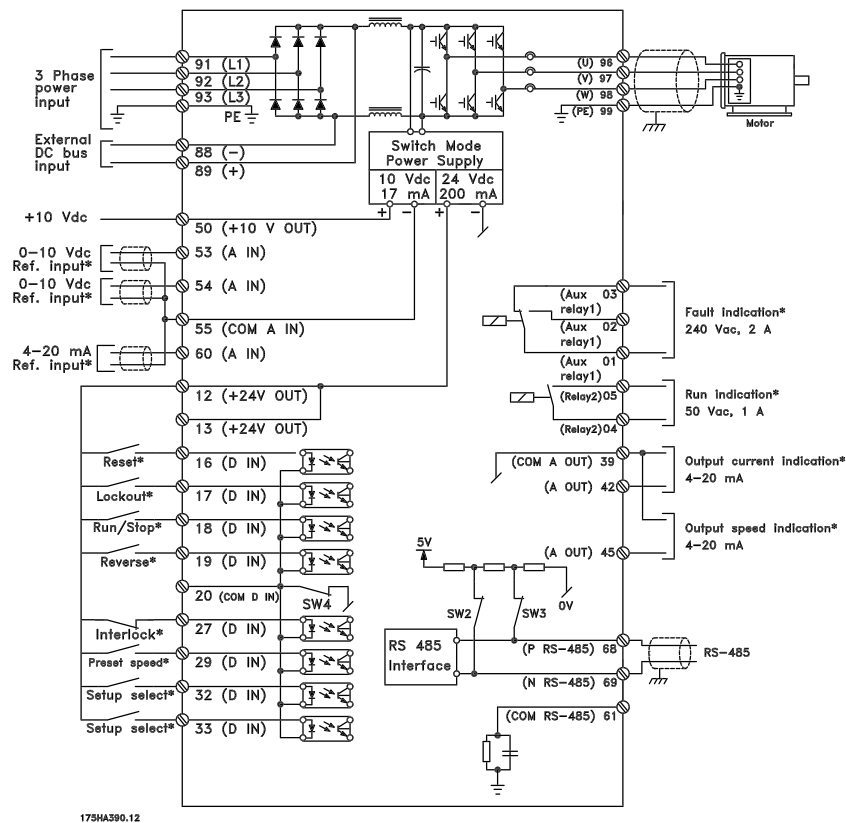 91 (L1)
3 Phase
power
input
92 (L2)
93 (L3)
PE
External
DC bus
input
88 (-)
89 (+)
(U) 96
(V) 97
(W) 98
(PE) 99
Motor
Switch Mode
Power Supply
10 Vdc
17 mA
24 Vdc
200 mA
+ - + -
+10 Vdc
50 (+10 V OUT)
0-10 Vdc
Ref. input*
53 (A IN)
0-10 Vdc
Ref. input*
54 (A IN)
55 (COM A IN)
4-20 mA
Ref. input*
60 (A IN)
12 (+24V OUT)
13 (+24V OUT)
Reset*
16 (D IN)
Lockout*
17 (D IN)
Run/Stop*
18 (D IN)
Reverse*
19 (D IN)
20 (COM D IN)
SW4
Interlock*
27 (D IN)
Preset speed*
29 (D IN)
Setup select*
32 (D IN)
Setup select*
33 (D IN)
(Aux 03
relay1)
(Aux 02
relay1)
(Aux 01
relay1)
Fault indication*
240 Vac, 2 A
(Relay2)05
(Relay2)04
Run indication*
50 Vac, 1 A
(COM A OUT) 39
(A OUT) 42
Output current indication*
4-20 mA
Output speed indication*
4-20 mA
(A OUT) 45
5V
0V
SW2
SW3
RS 485
Interface
(P RS-485) 68
RS-485
(N RS-485) 69
(COM RS-485) 61
175HA390.12